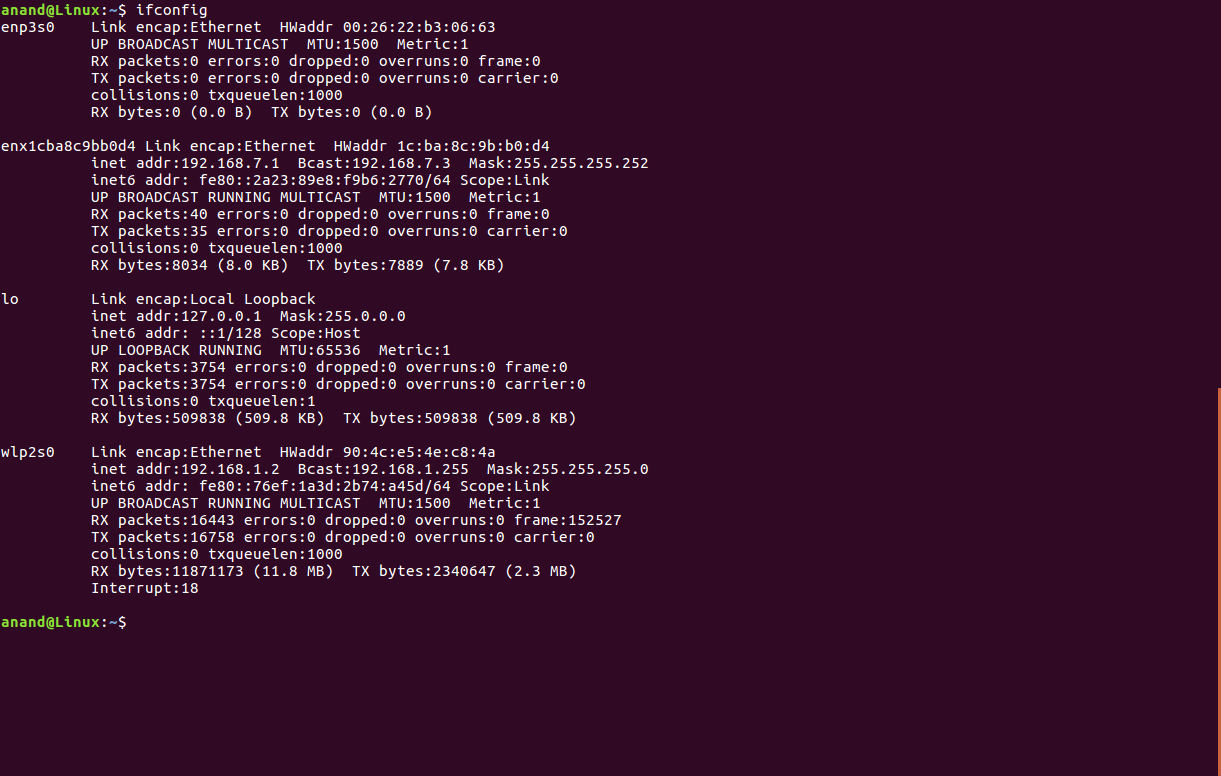 anand@Linux:~$ ifconfig
enp3s0    Link encap:Ethernet  HWaddr 00:26:22:b3:06:63
          UP BROADCAST MULTICAST  MTU:1500  Metric:1
          RX packets:0 errors:0 dropped:0 overruns:0 frame:0
          TX packets:0 errors:0 dropped:0 overruns:0 carrier:0
          collisions:0 txqueuelen:1000
          RX bytes:0 (0.0 B)  TX bytes:0 (0.0 B)

enx1cba8c9bb0d4 Link encap:Ethernet  HWaddr 1c:ba:8c:9b:b0:d4
          inet addr:192.168.7.1  Bcast:192.168.7.3  Mask:255.255.255.252
          inet6 addr: fe80::2a23:89e8:f9b6:2770/64 Scope:Link
          UP BROADCAST RUNNING MULTICAST  MTU:1500  Metric:1
          RX packets:40 errors:0 dropped:0 overruns:0 frame:0
          TX packets:35 errors:0 dropped:0 overruns:0 carrier:0
          collisions:0 txqueuelen:1000
          RX bytes:8034 (8.0 KB)  TX bytes:7889 (7.8 KB)

lo        Link encap:Local Loopback
          inet addr:127.0.0.1  Mask:255.0.0.0
          inet6 addr: ::1/128 Scope:Host
          UP LOOPBACK RUNNING  MTU:65536  Metric:1
          RX packets:3754 errors:0 dropped:0 overruns:0 frame:0
          TX packets:3754 errors:0 dropped:0 overruns:0 carrier:0
          collisions:0 txqueuelen:1
          RX bytes:509838 (509.8 KB)  TX bytes:509838 (509.8 KB)

wlp2s0    Link encap:Ethernet  HWaddr 90:4c:e5:4e:c8:4a
          inet addr:192.168.1.2  Bcast:192.168.1.255  Mask:255.255.255.0
          inet6 addr: fe80::76ef:1a3d:2b74:a45d/64 Scope:Link
          UP BROADCAST RUNNING MULTICAST  MTU:1500  Metric:1
          RX packets:16443 errors:0 dropped:0 overruns:0 frame:152527
          TX packets:16758 errors:0 dropped:0 overruns:0 carrier:0
          collisions:0 txqueuelen:1000
          RX bytes:11871173 (11.8 MB)  TX bytes:2340647 (2.3 MB)
          Interrupt:18

anand@Linux:~$